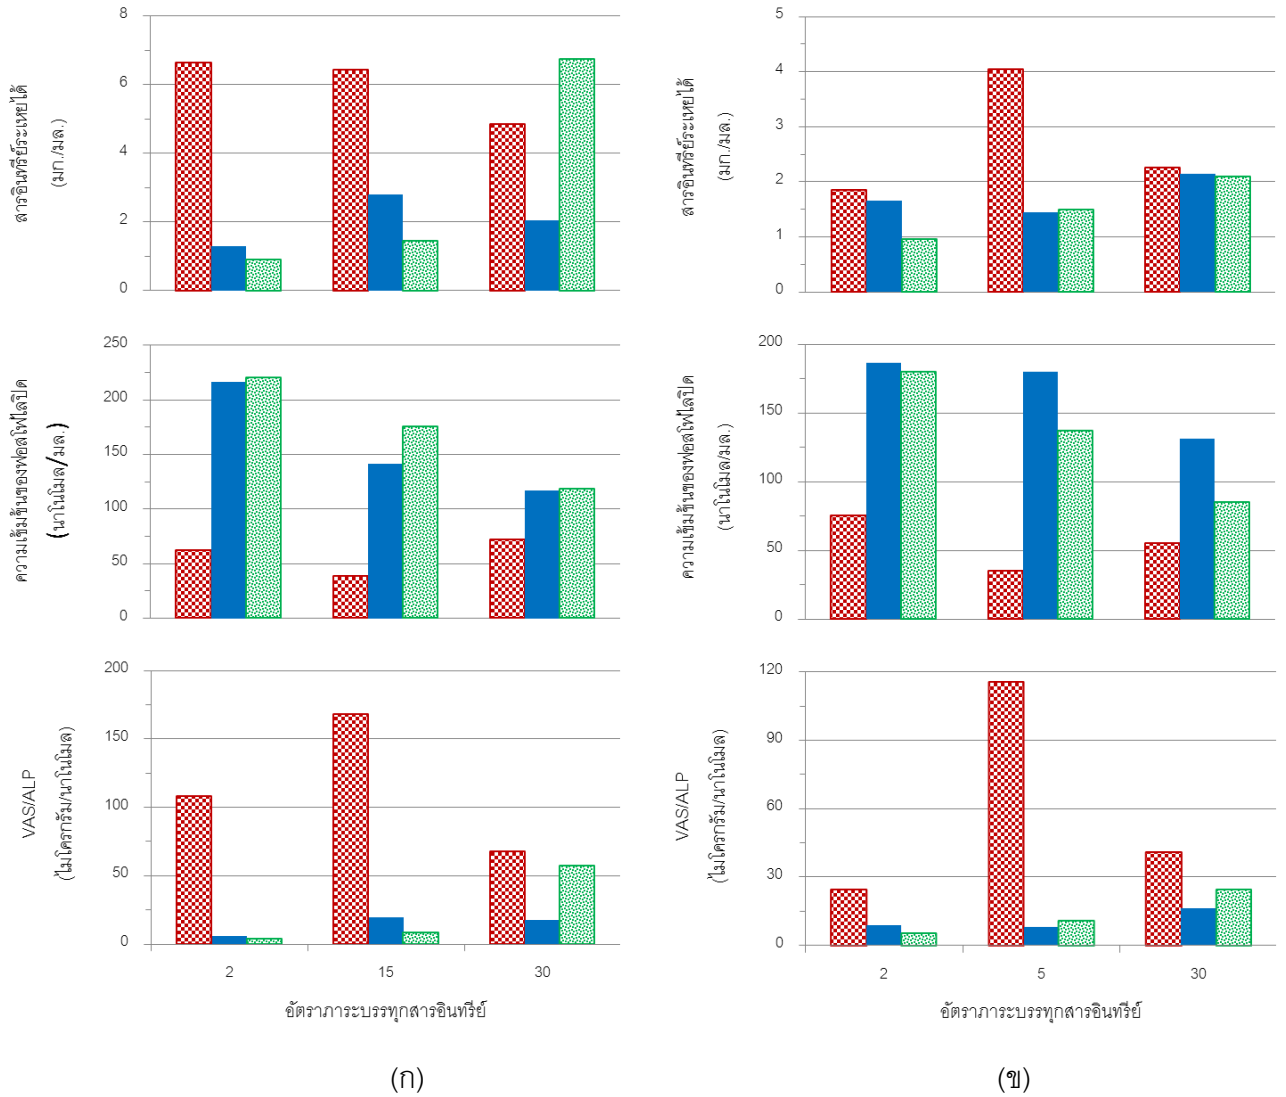 สารอินทรีย์ระเหยได้
(มก./มล.)
8
6
4
2
0
สารอินทรีย์ระเหยได้
(มก./มล.)
5
4
3
2
1
0
ความเข้มข้นของฟอสโฟไลปิด
(นาโนโมล/มล.)
250
200
150
100
50
0
ความเข้มข้นของฟอสโฟไลปิด
(นาโนโมล/มล.)
200
150
100
50
0
VAS/ALP
(ไมโครกรัม/นาโนโมล)
200
150
100
50
0
2 15 30
อัตราภาระบรรทุกสารอินทรีย์
VAS/ALP
(ไมโครกรัม/นาโนโมล)
120
90
60
30
0
2 5 30
อัตราภาระบรรทุกสารอินทรีย์
(ก)
(ข)